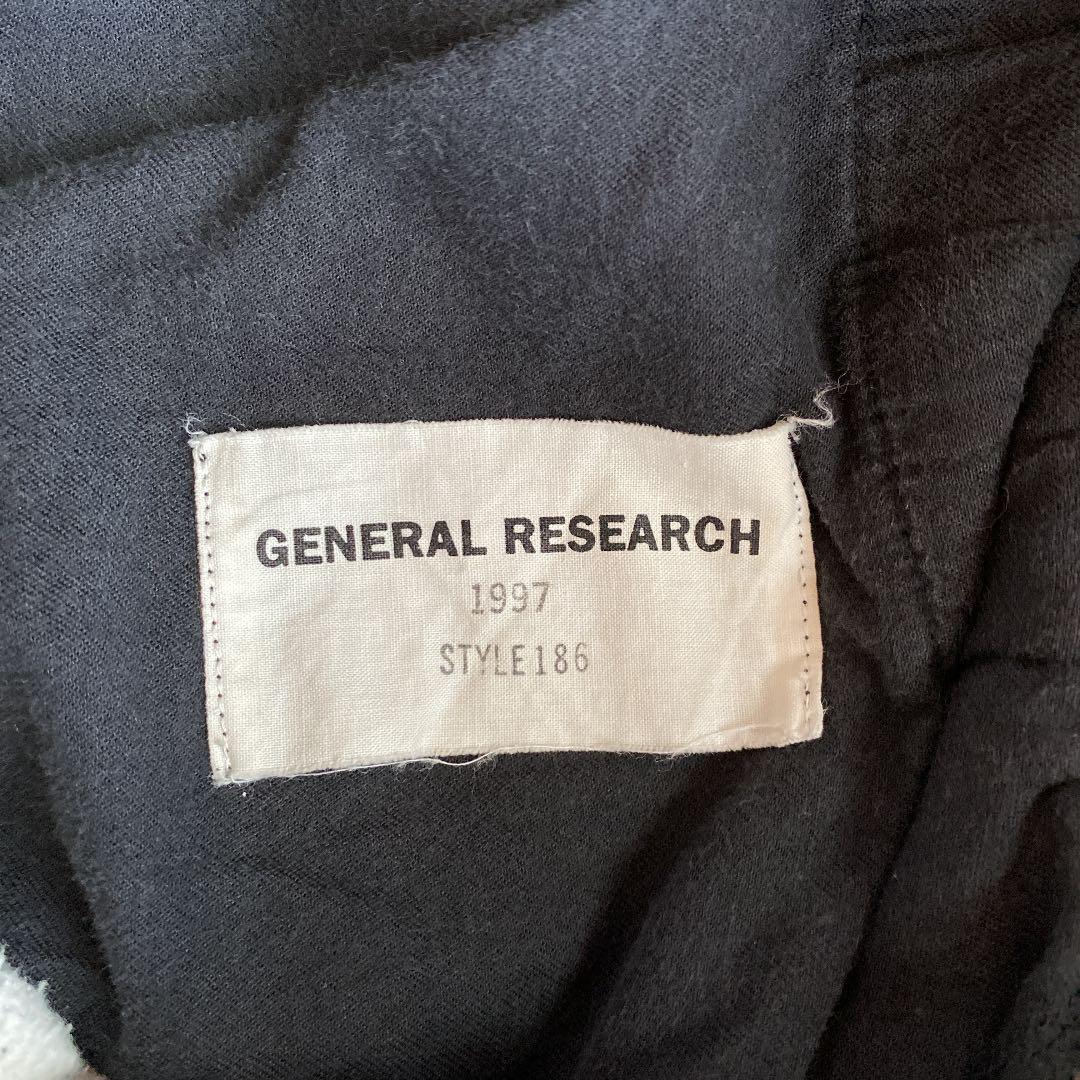 GENERAL RESEARCH
1997
STYLE186